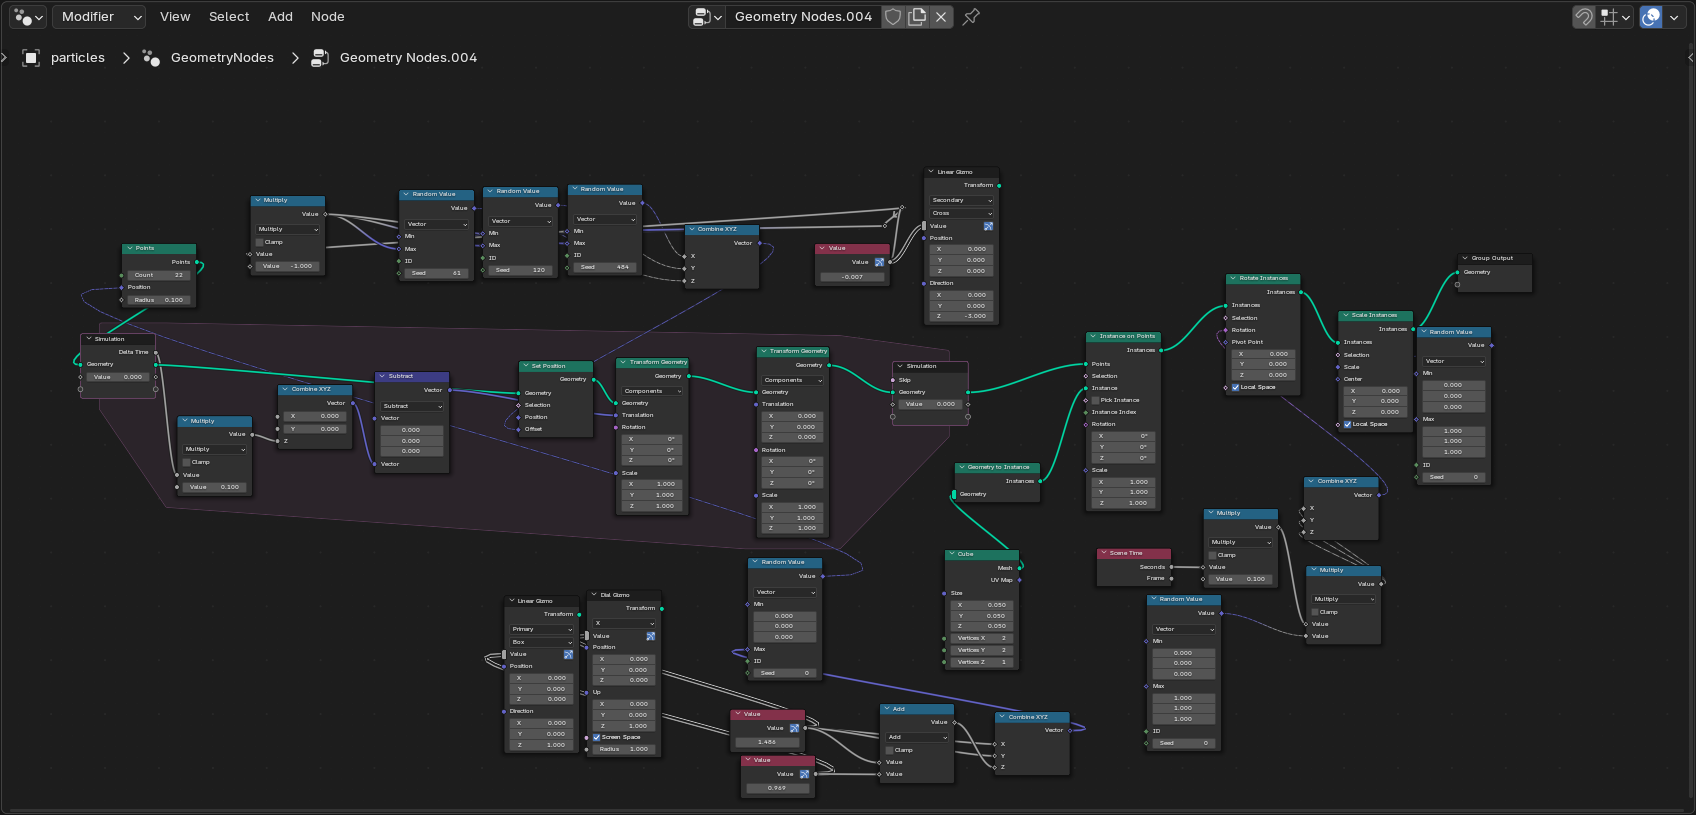 Modifier View Select Add Node Geometry Nodes.004
particles GeometryNodes Geometry Nodes.004
Multiply
Value
Multiply
Clamp
Value
Value -1.000
Random Value
Value
Vector
Min
Max
ID
Seed 61
Random Value
Value
Vector
Min
Max
ID
Seed 120
Random Value
Value
Vector
Min
Max
ID
Seed 484
Combine XYZ
Vector
X
Y
Z
Value
Value
-0.007
Linear Gizmo
Transform
Secondary
Cross
Value
Position
X 0.000
Y 0.000
Z 0.000
Direction
X 0.000
Y 0.000
Z -3.000
Points
Points
Count 22
Position
Radius 0.100
Simulation
Delta Time
Geometry
Value 0.000
Multiply
Value
Multiply
Clamp
Value
Value 0.100
Combine XYZ
Vector
X 0.000
Y 0.000
Z
Subtract
Vector
Subtract
Vector
0.000
0.000
0.000
Vector
Set Position
Geometry
Geometry
Selection
Position
Offset
Transform Geometry
Geometry
Components
Geometry
Translation
Rotation
X 0°
Y 0°
Z 0°
Scale
X 1.000
Y 1.000
Z 1.000
Transform Geometry
Geometry
Components
Geometry
Translation
X 0.000
Y 0.000
Z 0.000
Rotation
X 0°
Y 0°
Z 0°
Scale
X 1.000
Y 1.000
Z 1.000
Simulation
Skip
Geometry
Value 0.000
Geometry to Instance
Instances
Geometry
Cube
Mesh
UV Map
Size
X 0.050
Y 0.050
Z 0.050
Vertices X 2
Vertices Y 2
Vertices Z 1
Instance on Points
Instances
Points
Selection
Instance
Pick Instance
Instance Index
Rotation
X 0°
Y 0°
Z 0°
Scale
X 1.000
Y 1.000
Z 1.000
Rotate Instances
Instances
Instances
Selection
Rotation
Pivot Point
X 0.000
Y 0.000
Z 0.000
Local Space
Scale Instances
Instances
Instances
Selection
Scale
Center
X 0.000
Y 0.000
Z 0.000
Local Space
Group Output
Geometry
Random Value
Value
Vector
Min
0.000
0.000
0.000
Max
1.000
1.000
1.000
ID
Seed 0
Combine XYZ
Vector
X
Y
Z
Multiply
Value
Multiply
Clamp
Value
Value 0.100
Scene Time
Seconds
Frame
Multiply
Value
Multiply
Clamp
Value
Value
Random Value
Value
Vector
Min
0.000
0.000
0.000
Max
1.000
1.000
1.000
ID
Seed 0
Random Value
Value
Vector
Min
0.000
0.000
0.000
Max
ID
Seed 0
Linear Gizmo
Transform
Primary
Box
Value
Position
X 0.000
Y 0.000
Z 0.000
Direction
X 0.000
Y 0.000
Z 1.000
Dial Gizmo
Transform
X
Value
Position
X 0.000
Y 0.000
Z 0.000
Up
X 0.000
Y 0.000
Z 1.000
Screen Space
Radius 1.000
Value
Value
1.486
Value
Value
0.969
Add
Value
Add
Clamp
Value
Value
Combine XYZ
Vector
X
Y
Z